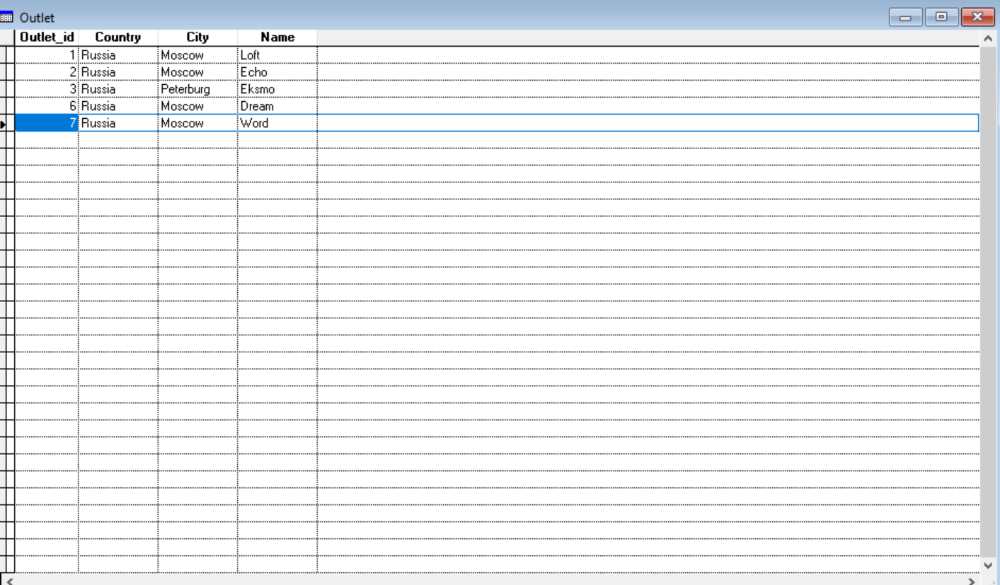 Outlet
Outlet_id Country City Name
1 Russia Moscow Loft
2 Russia Moscow Echo
3 Russia Peterburg Eksmo
6 Russia Moscow Dream
7 Russia Moscow Word